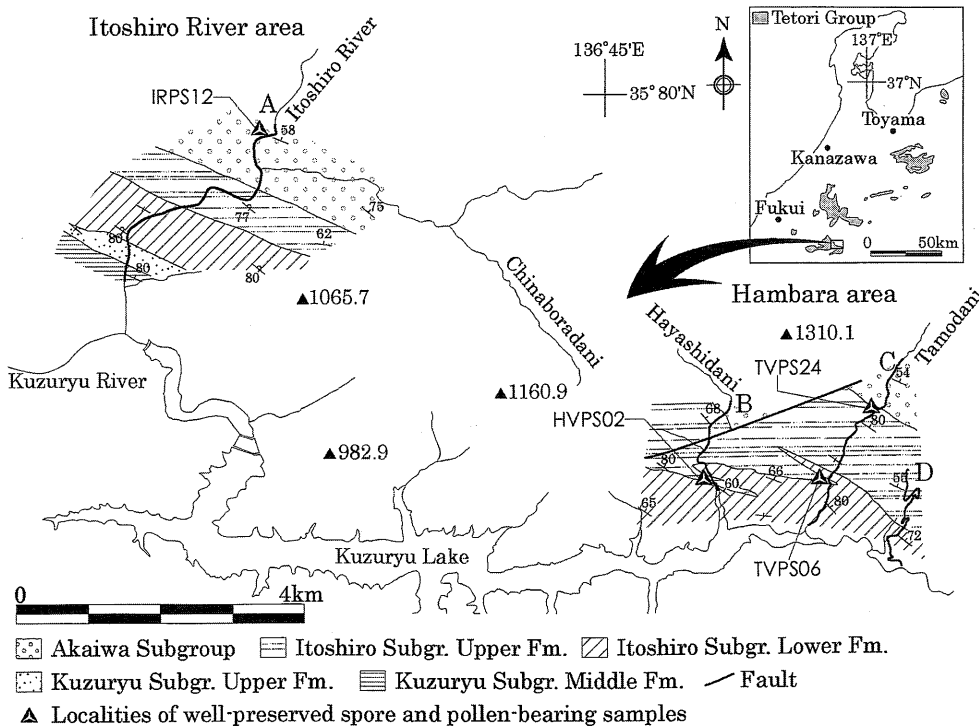 Itoshiro River area
Itoshiro River
IRPS12
A
58
77
75
62
80
80
80
▲1065.7
Chinaboradani
Kuzuryu River
▲1160.9
▲982.9
Kuzuryu Lake
136°45'E
35°80'N
N
Tetori Group
137°E
37°N
Toyama
Kanazawa
Fukui
0 50km
Hambara area
▲1310.1
Hayashidani
Tamodani
TVPS24
C
54
B
68
HVPS02
80
80
66
60
D
55
65
80
72
TVPS06
0 4km
Akaiwa Subgroup Itoshiro Subgr. Upper Fm. Itoshiro Subgr. Lower Fm.
Kuzuryu Subgr. Upper Fm. Kuzuryu Subgr. Middle Fm. Fault
Localities of well-preserved spore and pollen-bearing samples